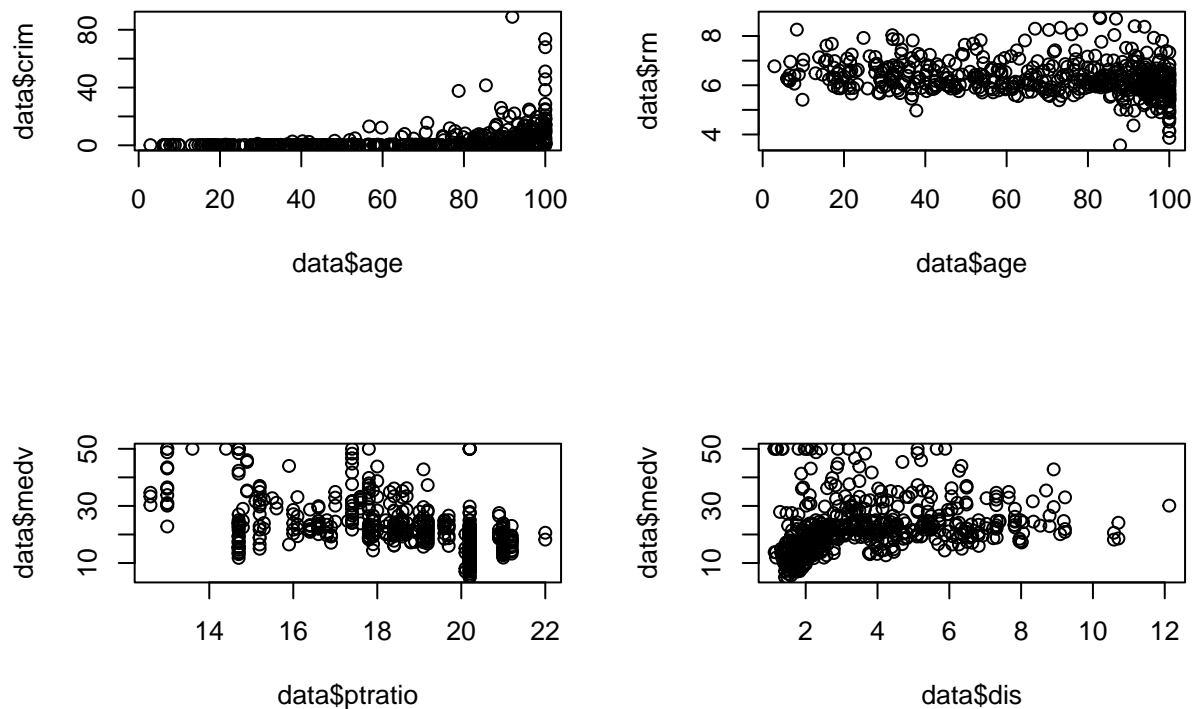 data$crim
0 40 80
0 20 40 60 80 100
data$age
data$rm
4 6 8
0 20 40 60 80 100
data$age
data$medv
10 30 50
14 16 18 20 22
data$ptratio
data$medv
10 30 50
2 4 6 8 10 12
data$dis